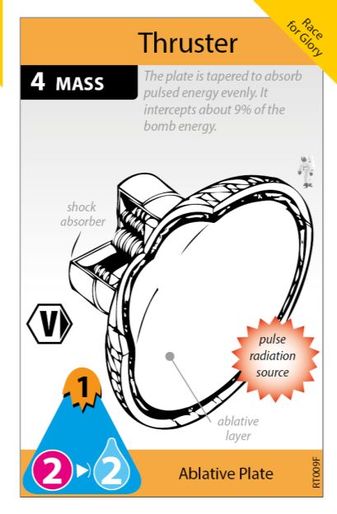 Race
for Glory
Thruster
4 MASS
The plate is tapered to absorb
pulsed energy evenly. It
intercepts about 9% of the
bomb energy.
shock
absorber
V
pulse
radiation
source
1
ablative
layer
2
2
Ablative Plate
RT009F